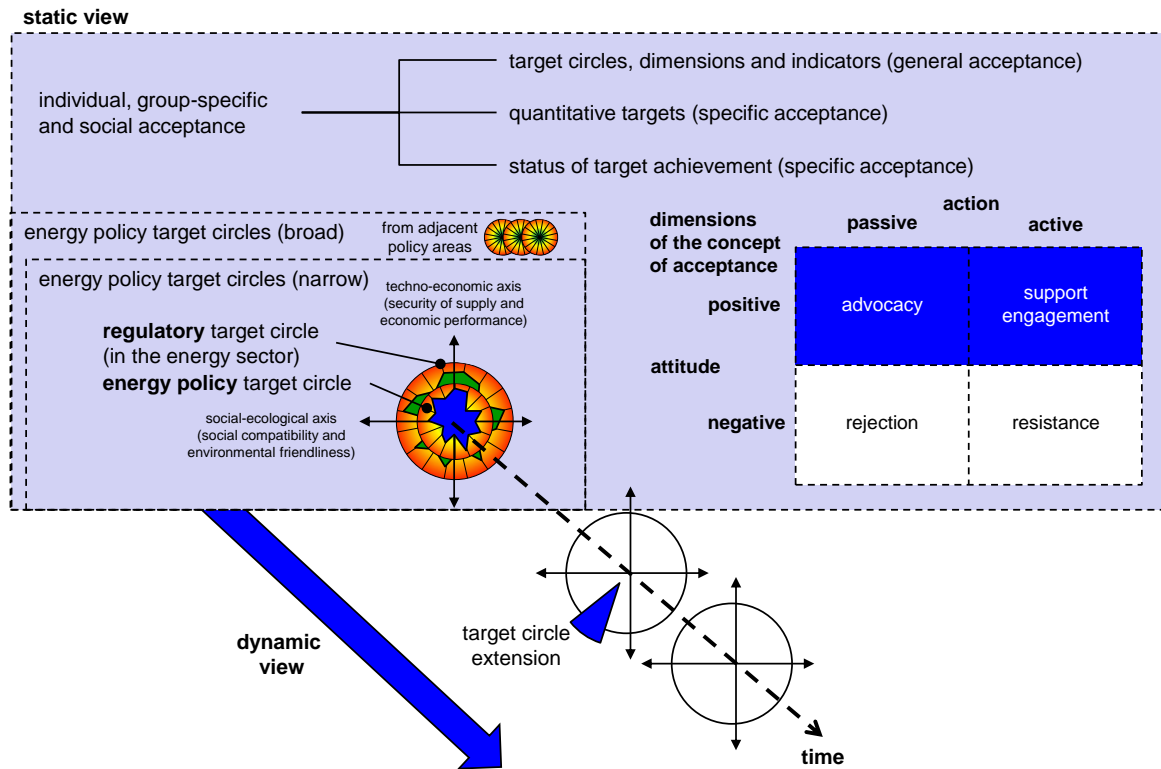 static view
target circles, dimensions and indicators (general acceptance)
individual, group-specific
and social acceptance
quantitative targets (specific acceptance)
status of target achievement (specific acceptance)
energy policy target circles (broad)
from adjacent
policy areas
energy policy target circles (narrow)
techno-economic axis
(security of supply and
economic performance)
regulatory target circle
(in the energy sector)
energy policy target circle
social-ecological axis
(social compatibility and
environmental friendliness)
dimensions
of the concept
of acceptance
action
passive
active
attitude
positive
advocacy
support
engagement
negative
rejection
resistance
dynamic
view
target circle
extension
time